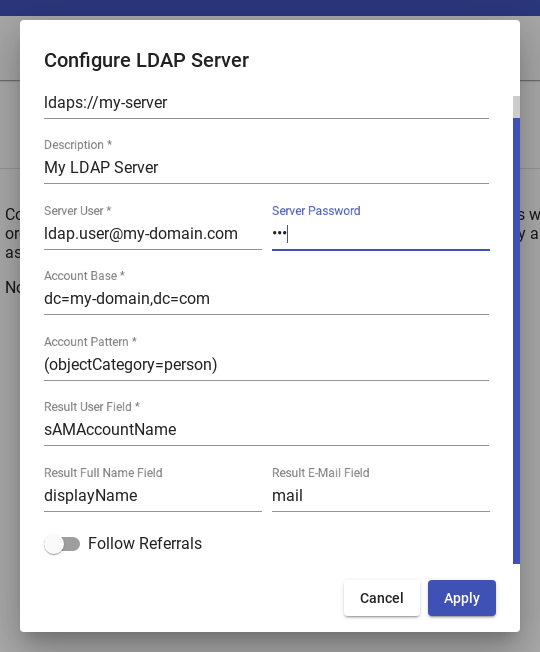 Configure LDAP Server
ldaps://my-server
Description *
My LDAP Server
Server User *
Server Password
ldap.user@my-domain.com
•••
Account Base *
dc=my-domain,dc=com
Account Pattern *
(objectCategory=person)
Result User Field *
sAMAccountName
Result Full Name Field
Result E-Mail Field
displayName
mail
Follow Referrals
Cancel
Apply